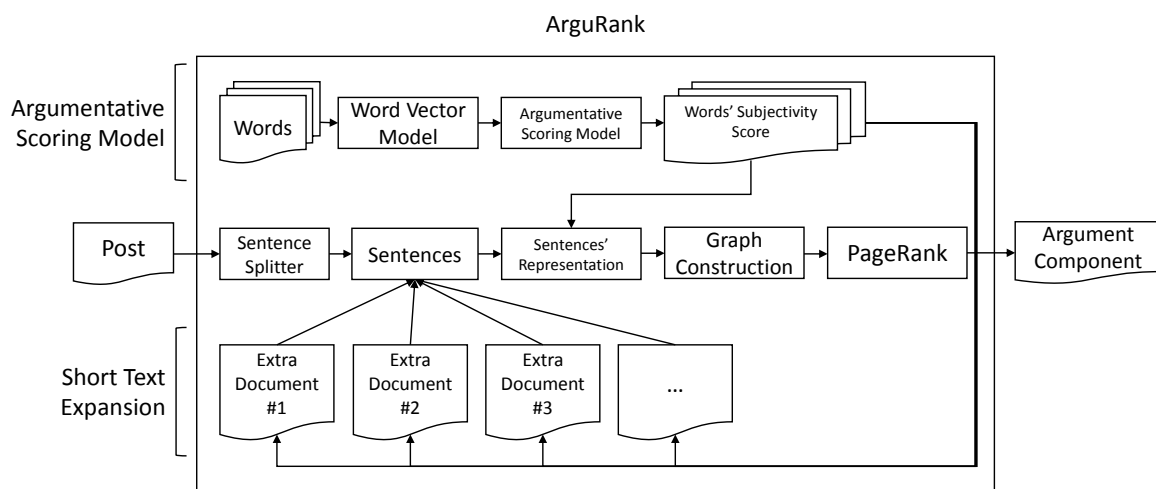 ArguRank
Argumentative
Scoring Model
Words
Word Vector
Model
Argumentative
Scoring Model
Words’ Subjectivity
Score
Post
Sentence
Splitter
Sentences
Sentences’
Representation
Graph
Construction
PageRank
Argument
Component
Short Text
Expansion
Extra
Document
#1
Extra
Document
#2
Extra
Document
#3
...